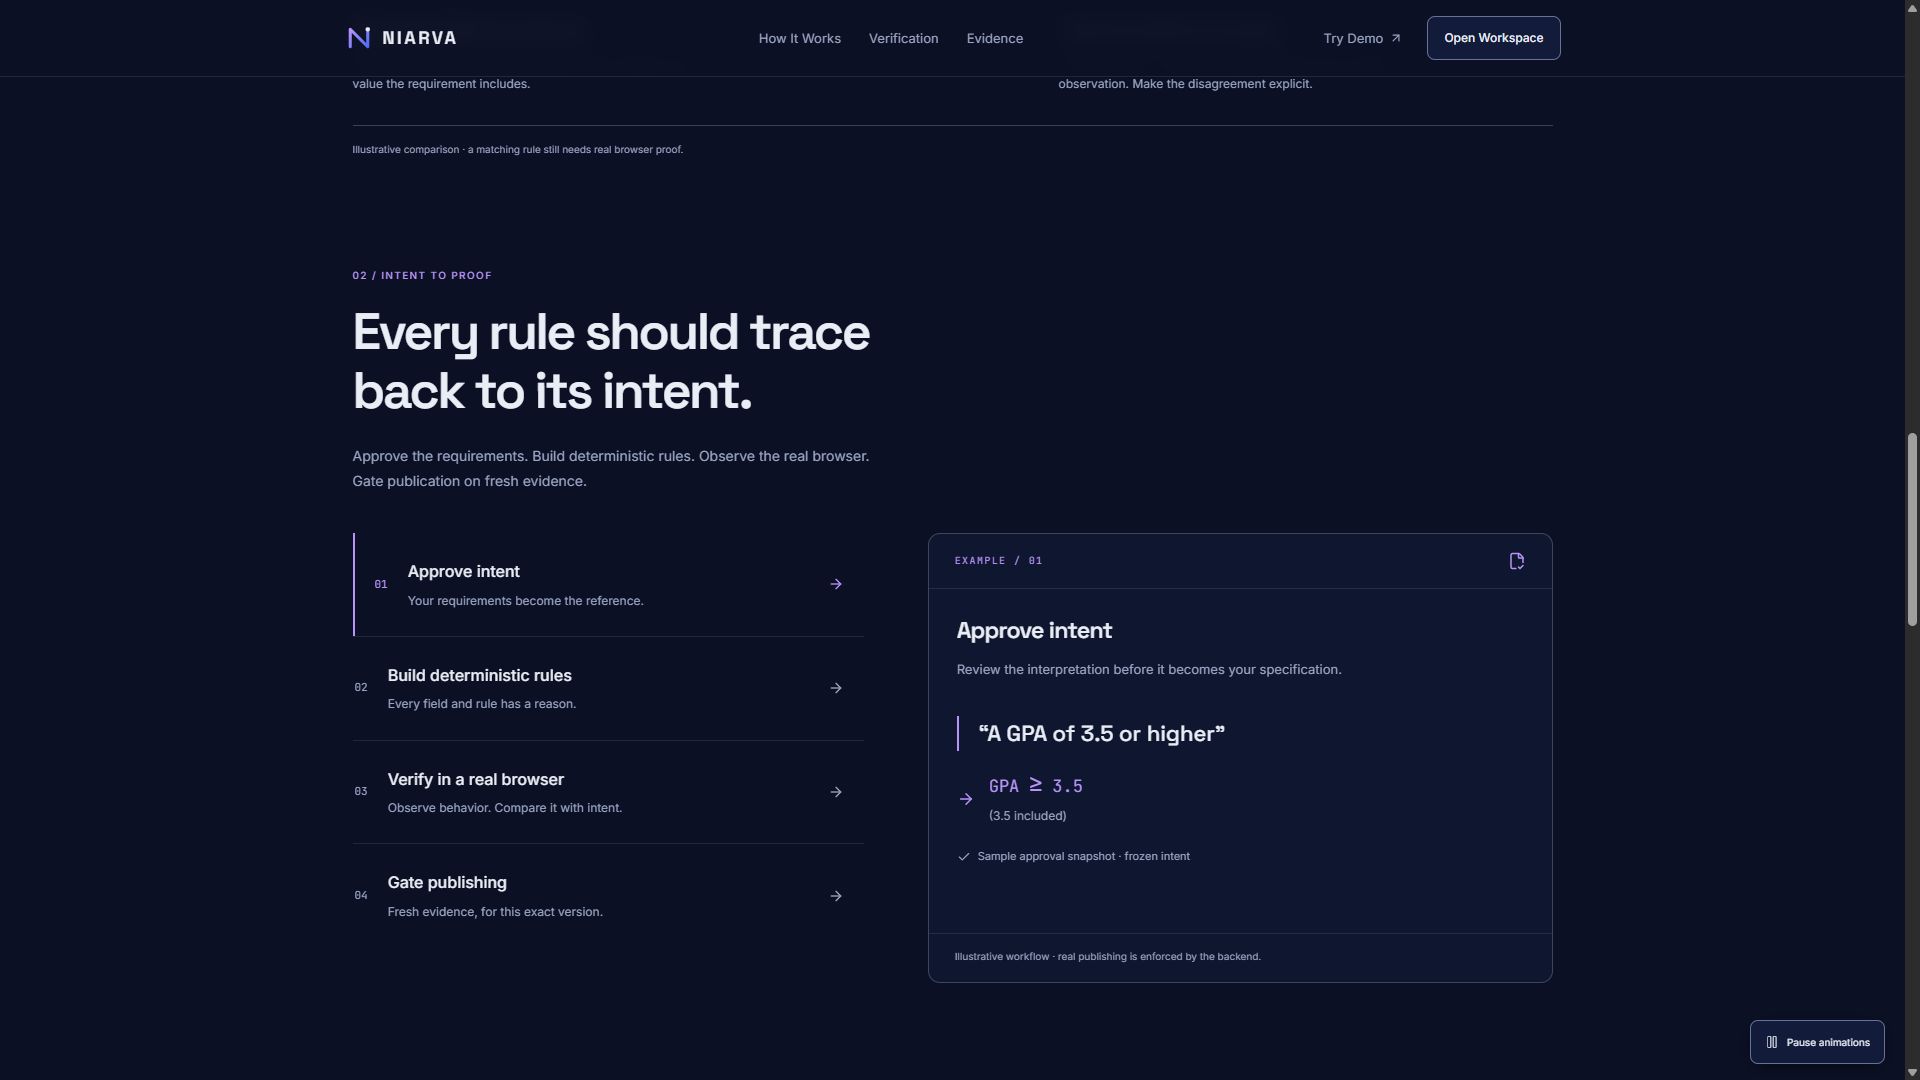 NIARVA
How It Works
Verification
Evidence
Try Demo
Open Workspace
value the requirement includes.
observation. Make the disagreement explicit.
Illustrative comparison · a matching rule still needs real browser proof.
02 / INTENT TO PROOF
Every rule should trace
back to its intent.
Approve the requirements. Build deterministic rules. Observe the real browser.
Gate publication on fresh evidence.
01
Approve intent
Your requirements become the reference.
02
Build deterministic rules
Every field and rule has a reason.
03
Verify in a real browser
Observe behavior. Compare it with intent.
04
Gate publishing
Fresh evidence, for this exact version.
EXAMPLE / 01
Approve intent
Review the interpretation before it becomes your specification.
“A GPA of 3.5 or higher”
GPA ≥ 3.5
(3.5 included)
Sample approval snapshot · frozen intent
Illustrative workflow · real publishing is enforced by the backend.
Pause animations